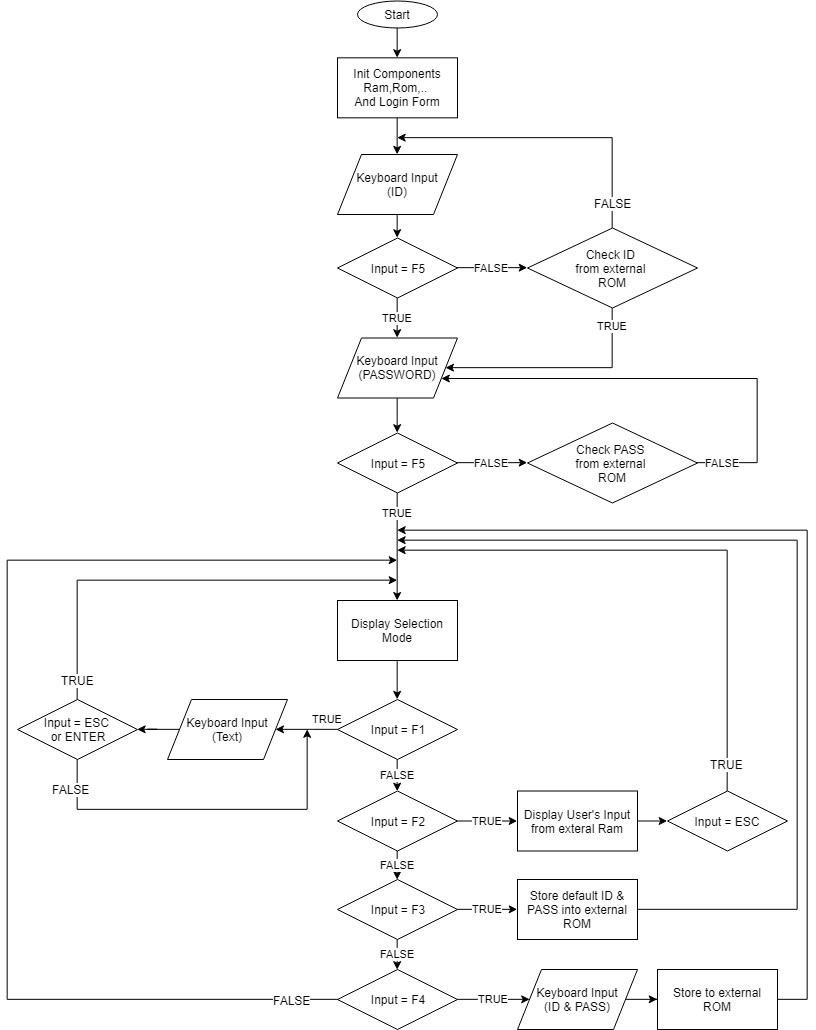 Start
Init Components
Ram,Rom,..
And Login Form
Keyboard Input
(ID)
FALSE
Input = F5
FALSE
Check ID
from external
ROM
TRUE
TRUE
Keyboard Input
(PASSWORD)
Input = F5
FALSE
Check PASS
from external
ROM
FALSE
TRUE
Display Selection
Mode
TRUE
Input = ESC
or ENTER
Keyboard Input
(Text)
TRUE
Input = F1
FALSE
FALSE
TRUE
Input = F2
TRUE
Display User's Input
from exteral Ram
Input = ESC
FALSE
Input = F3
TRUE
Store default ID &
PASS into external
ROM
FALSE
FALSE
Input = F4
TRUE
Keyboard Input
(ID & PASS)
Store to external
ROM